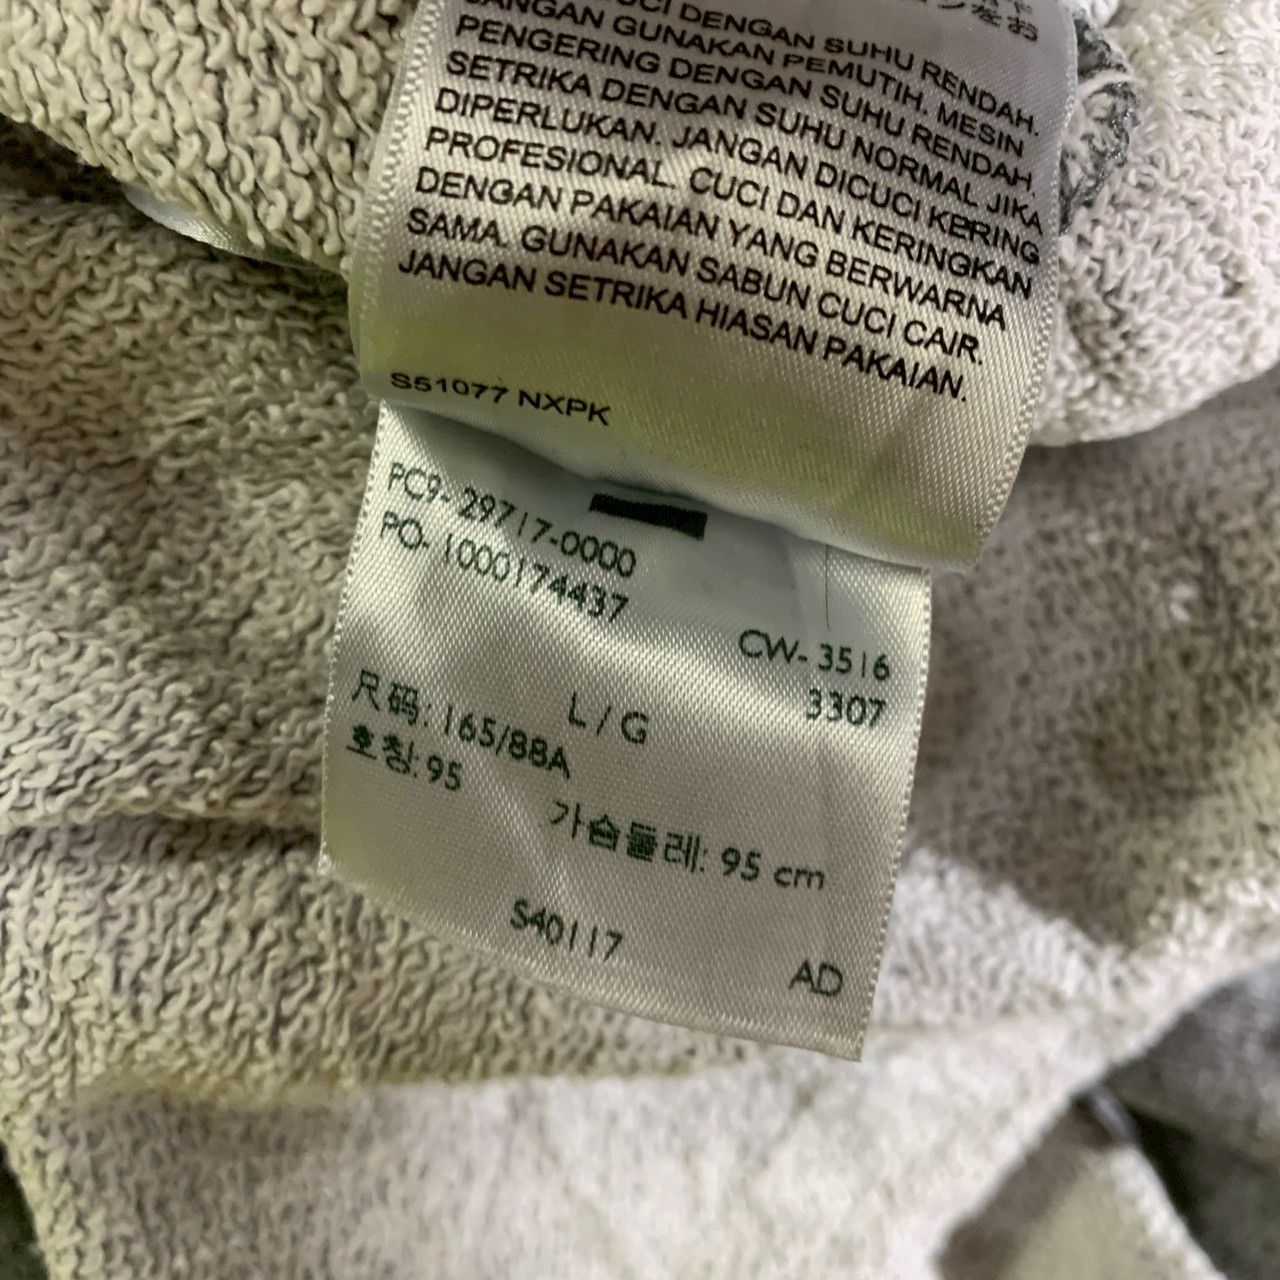 ンをお
CUCI DENGAN SUHU RENDAH.
JANGAN GUNAKAN PEMUTIH. MESIN
PENGERING DENGAN SUHU RENDAH.
SETRIKA DENGAN SUHU NORMAL JIKA
DIPERLUKAN. JANGAN DICUCI KERING
PROFESIONAL. CUCI DAN KERINGKAN
DENGAN PAKAIAN YANG BERWARNA
SAMA. GUNAKAN SABUN CUCI CAIR.
JANGAN SETRIKA HIASAN PAKAIAN.
S51077 NXPK
PC9- 29717-0000
PO- 1000174437
CW- 3516
3307
L / G
尺码: 165/88A
호칭: 95
가슴둘레: 95 cm
S40117
AD